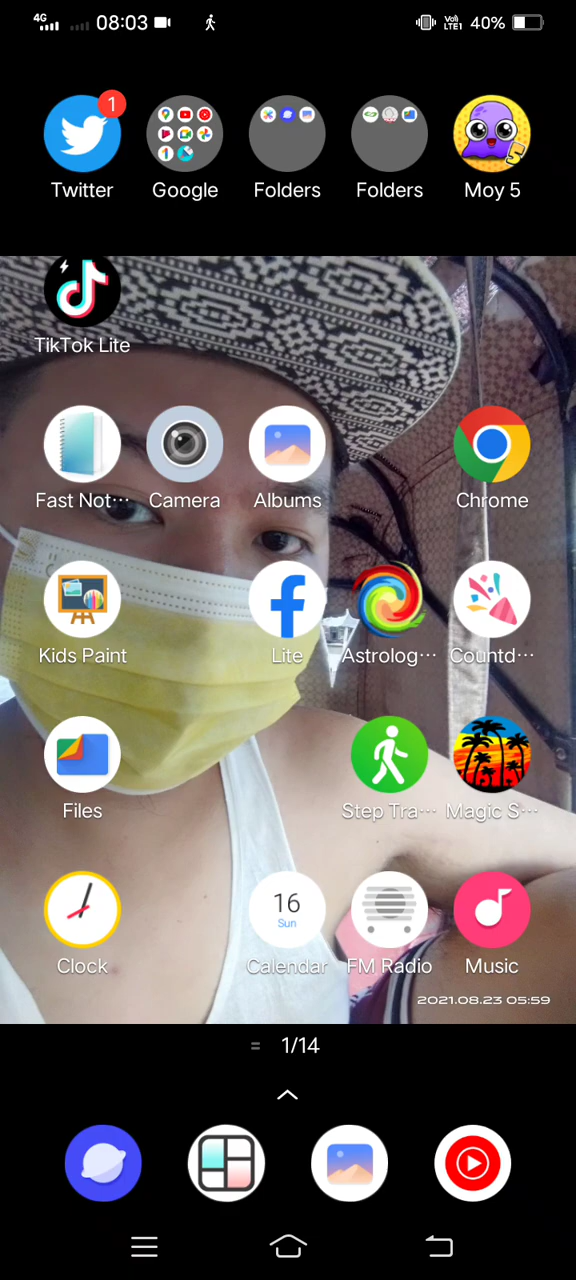 4G 08:03 VoLTE1 40%
1
Twitter Google Folders Folders Moy 5
TikTok Lite
Fast Not··· Camera Albums Chrome
Kids Paint Lite Astrolog··· Countd···
Files Step Tra··· Magic S···
16
Sun
Clock Calendar FM Radio Music
2021.08.23 05:59
1/14